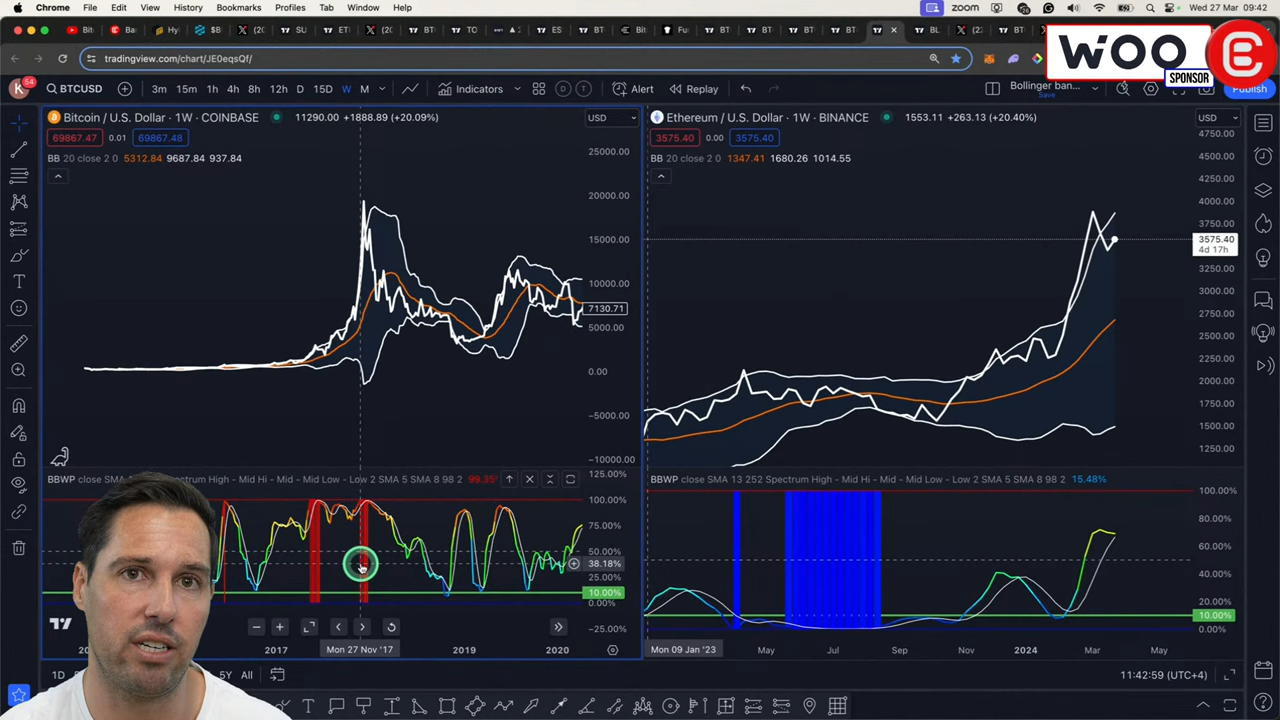 Chrome File Edit View History Bookmarks Profiles Tab Window Help zoom Wed 27 Mar 09:42
tradingview.com/chart/JE0eqsQf/
WOO
SPONSOR
K 54 BTCUSD 3m 15m 1h 4h 8h 12h D 15D W M Indicators Alert Replay Bollinger ban... Save Publish
Bitcoin / U.S. Dollar · 1W · COINBASE 11290.00 +1888.89 (+20.09%) USD
69867.47 0.01 69867.48
BB 20 close 2 0 5312.84 9687.84 937.84
25000.00
20000.00
15000.00
10000.00
7130.71
5000.00
0.00
−5000.00
−10000.00
BBWP close SMA 13 252 Spectrum High - Mid Hi - Mid - Mid Low - Low 2 SMA 5 SMA 8 98 2 99.35
125.00%
100.00%
75.00%
50.00%
38.18%
25.00%
10.00%
0.00%
−25.00%
2017 Mon 27 Nov '17 2019 2020
1D 5Y All
Ethereum / U.S. Dollar · 1W · BINANCE 1553.11 +263.13 (+20.40%) USD
3575.40 0.00 3575.40
BB 20 close 2 0 1347.41 1680.26 1014.55
4750.00
4500.00
4250.00
4000.00
3750.00
3575.40
4d 17h
3250.00
3000.00
2750.00
2500.00
2250.00
2000.00
1750.00
1500.00
1250.00
BBWP close SMA 13 252 Spectrum High - Mid Hi - Mid - Mid Low - Low 2 SMA 5 SMA 8 98 2 15.48%
100.00%
80.00%
60.00%
40.00%
20.00%
10.00%
0.00%
Mon 09 Jan '23 May Jul Sep Nov 2024 Mar May
11:42:59 (UTC+4)